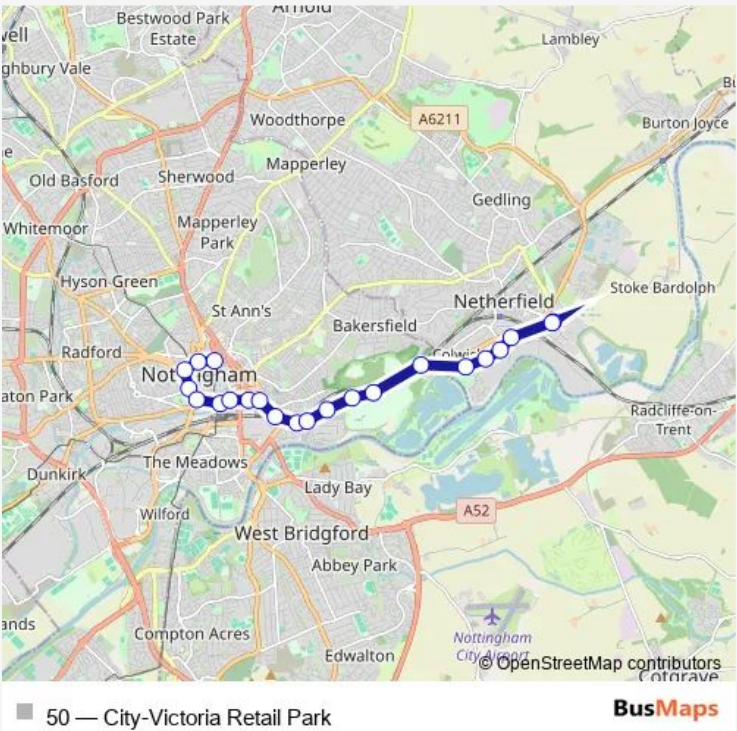 Bestwood Park
Estate
Arnold
Lambley
ghbury Vale
Woodthorpe
A6211
Burton Joyce
Mapperley
Old Basford
Sherwood
Gedling
Whitemoor
Mapperley
Park
Hyson Green
Stoke Bardolph
Netherfield
St Ann's
Bakersfield
Radford
Colwic
Nottingham
aton Park
Radcliffe-on-
Trent
The Meadows
Dunkirk
Lady Bay
A52
Wilford
West Bridgford
Abbey Park
ands
Compton Acres
Nottingham
City Airport
Edwalton
© OpenStreetMap contributors
Cotgrave
50 — City-Victoria Retail Park
BusMaps